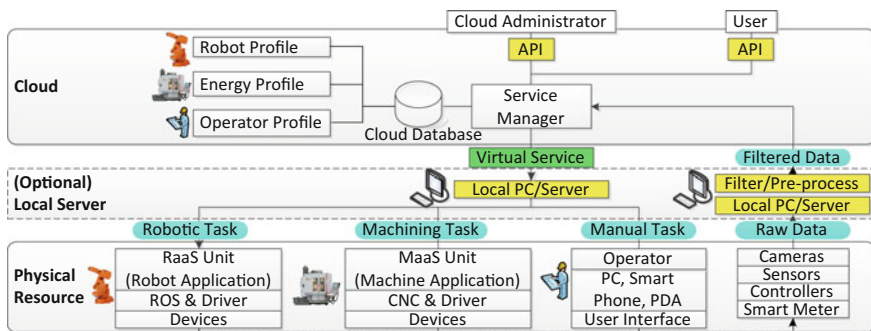 Cloud Administrator
User
API
API
Robot Profile
Energy Profile
Operator Profile
Cloud
Cloud Database
Service
Manager
Virtual Service
Filtered Data
(Optional)
Local Server
Local PC/Server
Filter/Pre-process
Local PC/Server
Robotic Task
Machining Task
Manual Task
Raw Data
Physical
Resource
RaaS Unit
(Robot Application)
ROS & Driver
Devices
MaaS Unit
(Machine Application)
CNC & Driver
Devices
Operator
PC, Smart
Phone, PDA
User Interface
Cameras
Sensors
Controllers
Smart Meter